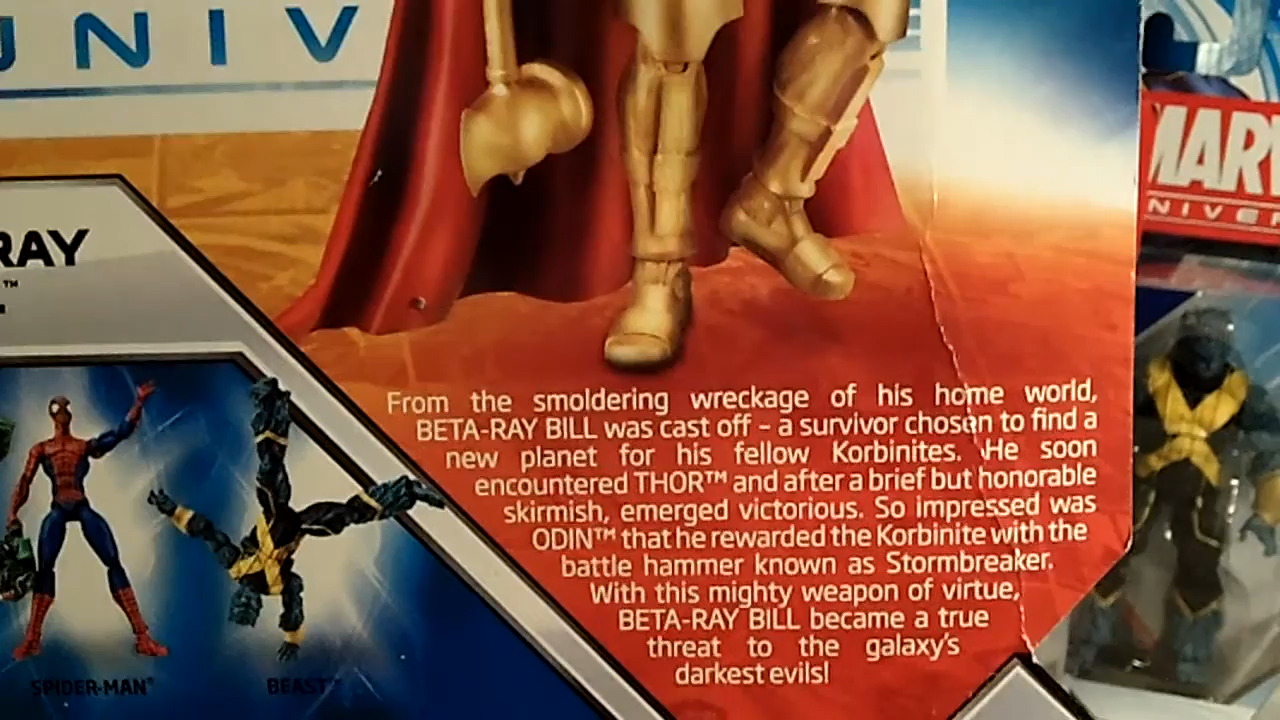 UNIV
MARV
NIVER
RAY
™
From the smoldering wreckage of his home world,
BETA-RAY BILL was cast off – a survivor chosen to find a
new planet for his fellow Korbinites. He soon
encountered THOR™ and after a brief but honorable
skirmish, emerged victorious. So impressed was
ODIN™ that he rewarded the Korbinite with the
battle hammer known as Stormbreaker.
With this mighty weapon of virtue,
BETA-RAY BILL became a true
threat to the galaxy's
darkest evils!
SPIDER-MAN®
BEAST™